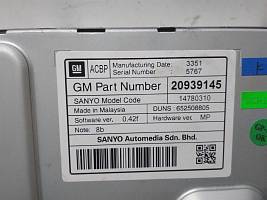 GM ACBP Manufacturing Date: 3351
Serial Number : 5767
GM Part Number 20939145
SANYO Model Code 14780310
Made in Malaysia DUNS : 652508805
Software ver. 0.42f Hardware ver. MP
Note : 8b
SANYO Automedia Sdn. Bhd.